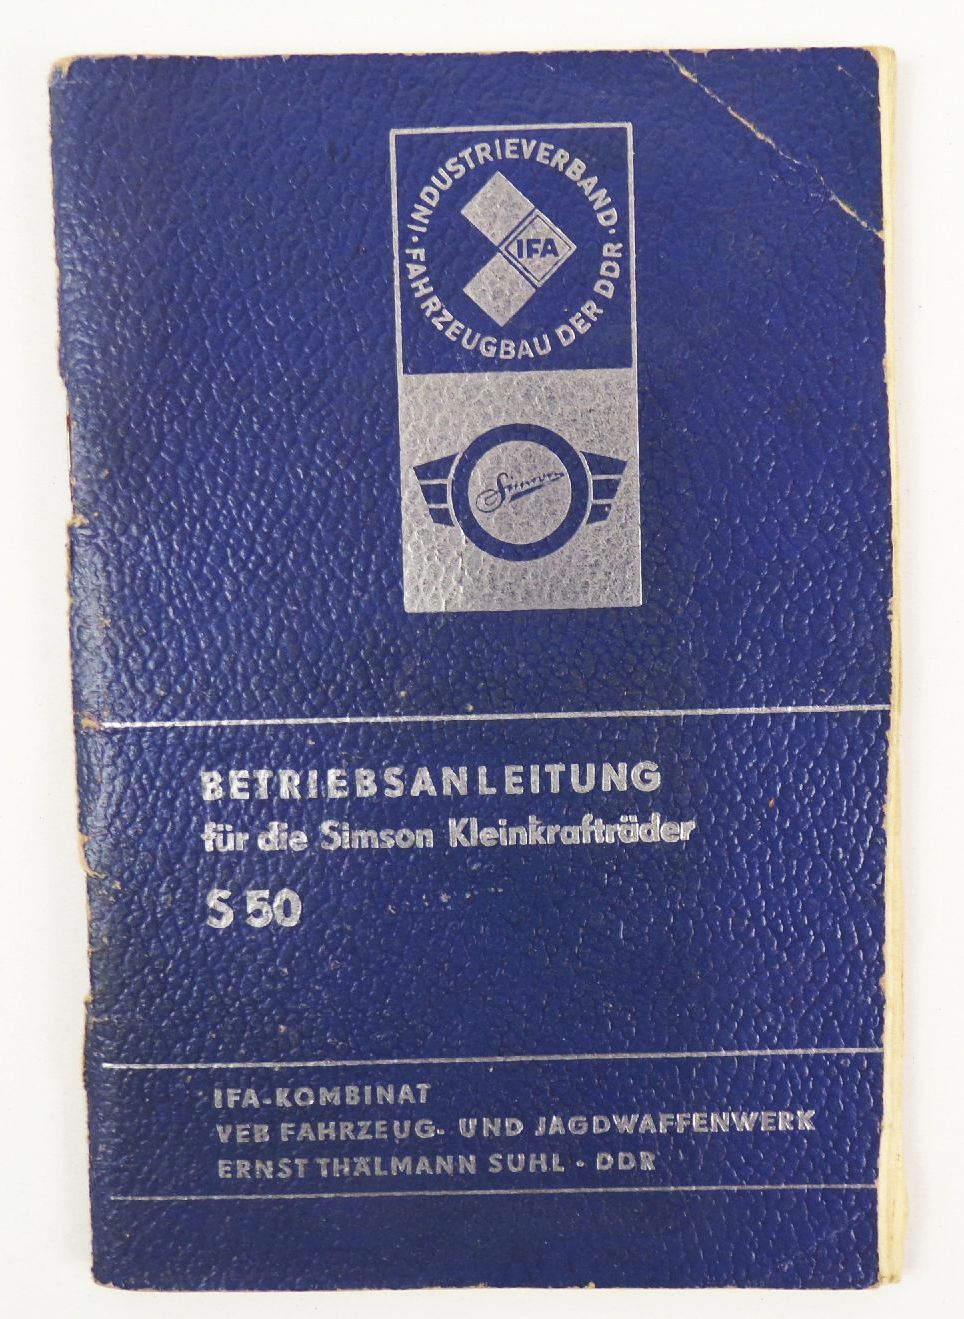 · INDUSTRIEVERBAND ·
FAHRZEUGBAU DER DDR
IFA
Simson
BETRIEBSANLEITUNG
für die Simson Kleinkrafträder
S 50
IFA-KOMBINAT
VEB FAHRZEUG- UND JAGDWAFFENWERK
ERNST THÄLMANN SUHL · DDR